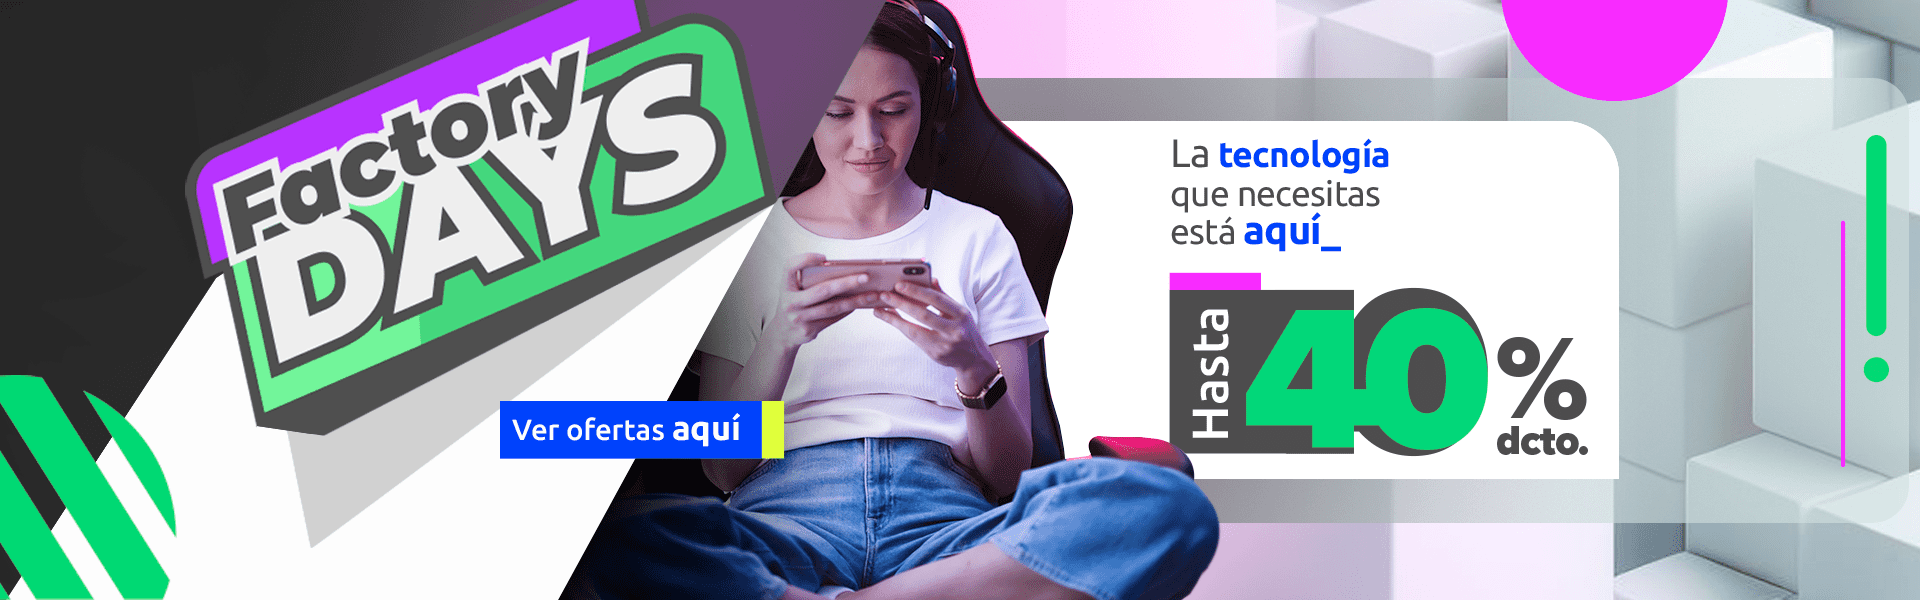 Factory
DAYS
Ver ofertas aquí
La tecnología
que necesitas
está aquí_
Hasta
40%
dcto.